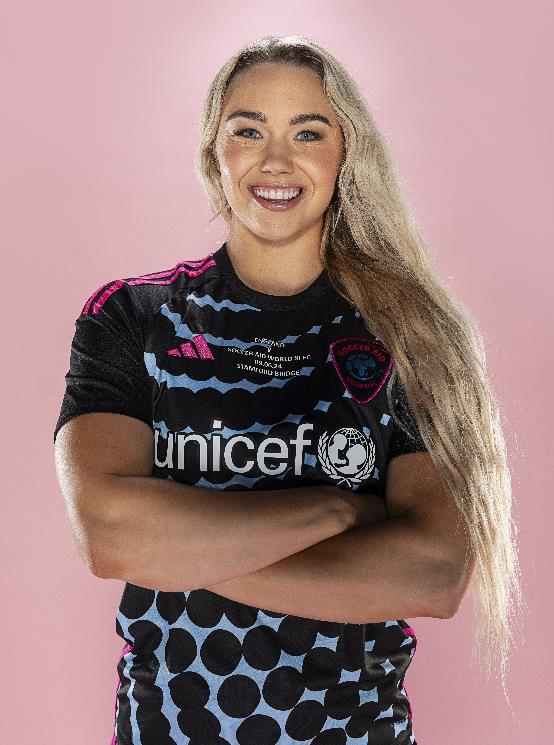 ENGLAND
V
SOCCER AID WORLD XI FC
09.06.24
STAMFORD BRIDGE
SOCCER AID
unicef